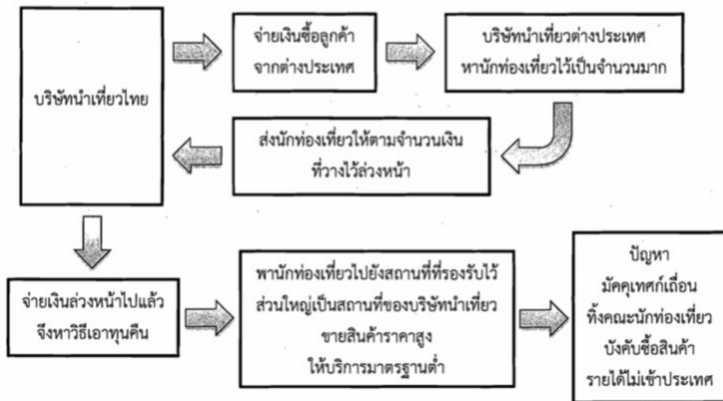 บริษัทนำเที่ยวไทย
จ่ายเงินซื้อลูกค้า
จากต่างประเทศ
บริษัทนำเที่ยวต่างประเทศ
หานักท่องเที่ยวไว้เป็นจำนวนมาก
ส่งนักท่องเที่ยวให้ตามจำนวนเงิน
ที่วางไว้ล่วงหน้า
จ่ายเงินล่วงหน้าไปแล้ว
จึงหาวิธีเอาทุนคืน
พานักท่องเที่ยวไปยังสถานที่ที่รองรับไว้
ส่วนใหญ่เป็นสถานที่ของบริษัทนำเที่ยว
ขายสินค้าราคาสูง
ให้บริการมาตรฐานต่ำ
ปัญหา
มัคคุเทศก์เถื่อน
ทิ้งคณะนักท่องเที่ยว
บังคับซื้อสินค้า
รายได้ไม่เข้าประเทศ